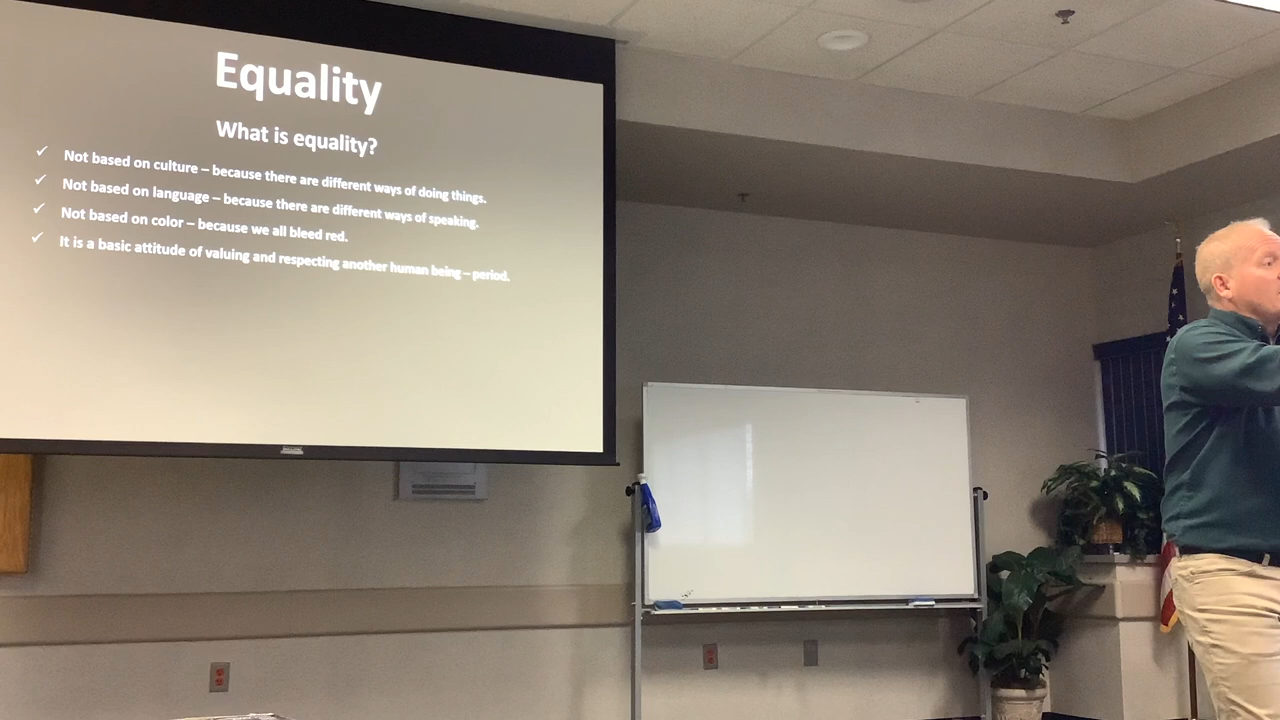 Equality
What is equality?
✓ Not based on culture – because there are different ways of doing things.
✓ Not based on language – because there are different ways of speaking.
✓ Not based on color – because we all bleed red.
✓ It is a basic attitude of valuing and respecting another human being – period.